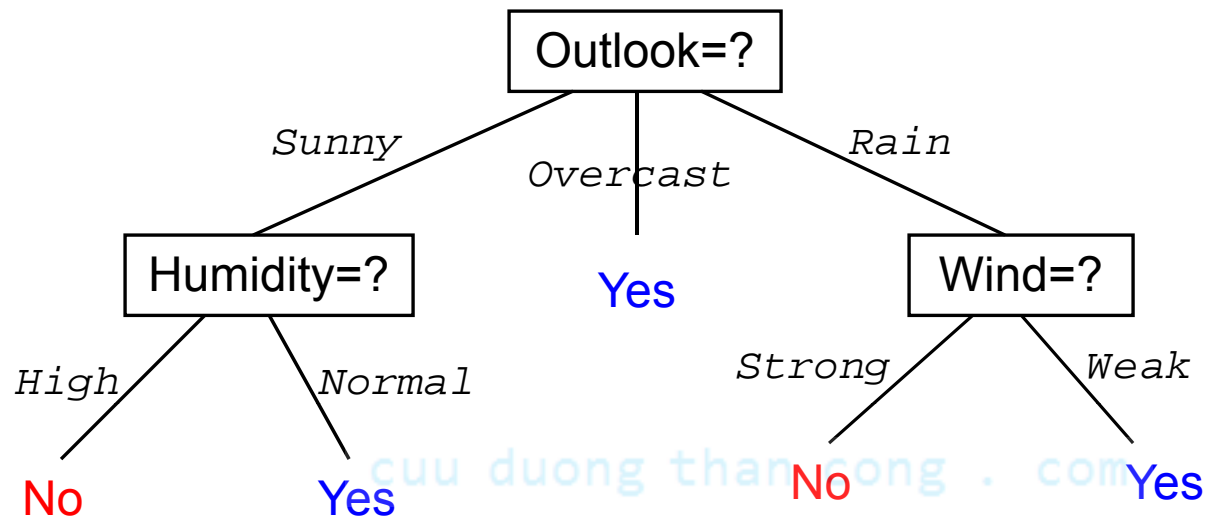 Outlook=?
Sunny
Overcast
Rain
Humidity=?
Yes
Wind=?
High
Normal
Strong
Weak
No
Yes
No
Yes
cuu duong than cong . com